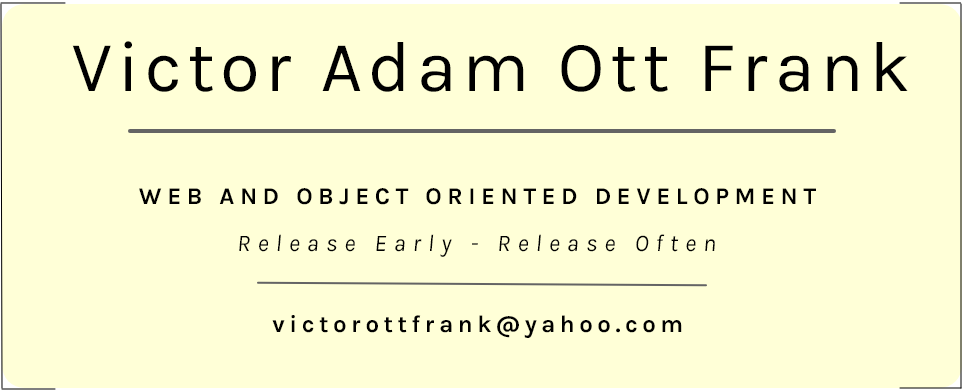 Victor Adam Ott Frank
WEB AND OBJECT ORIENTED DEVELOPMENT
Release Early - Release Often
victorottfrank@yahoo.com